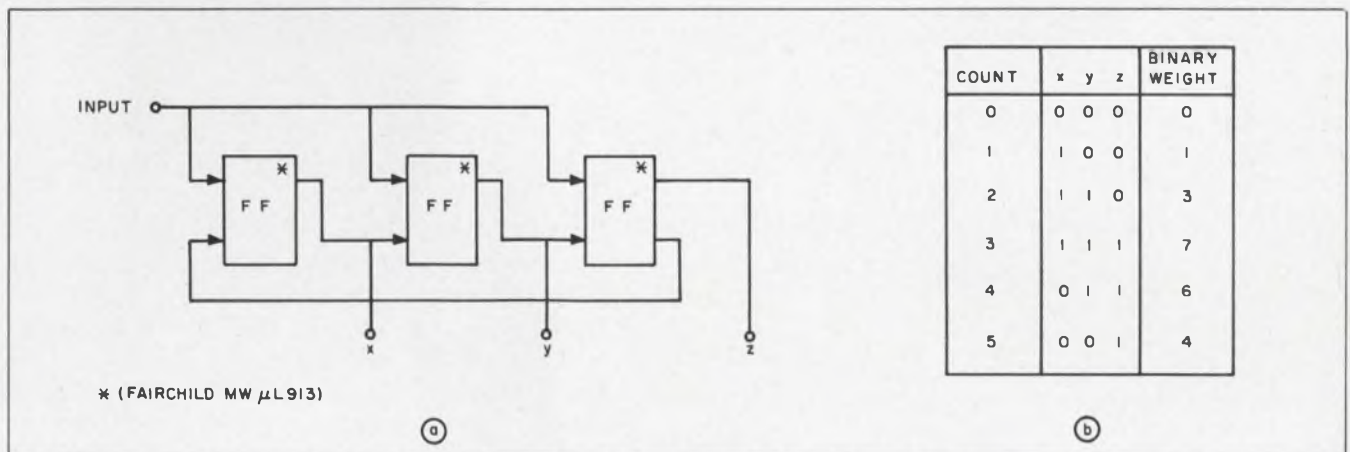 INPUT
* * *
FF FF FF
x y z
* (FAIRCHILD MW μL913)
a
COUNT x y z BINARY WEIGHT
0 0 0 0 0
1 1 0 0 1
2 1 1 0 3
3 1 1 1 7
4 0 1 1 6
5 0 0 1 4
b